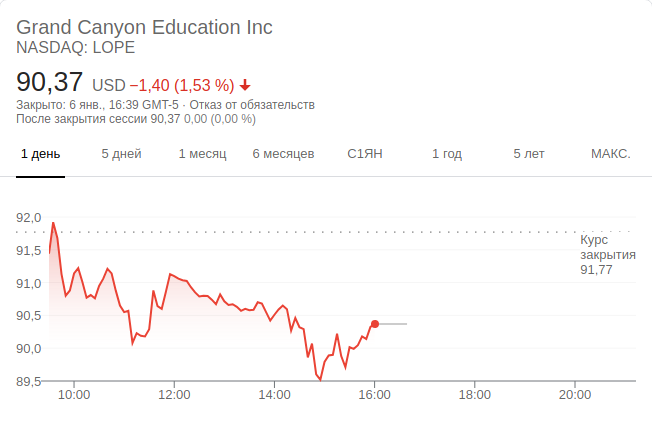 Grand Canyon Education Inc
NASDAQ: LOPE
90,37 USD −1,40 (1,53 %)
Закрыто: 6 янв., 16:39 GMT-5 · Отказ от обязательств
После закрытия сессии 90,37 0,00 (0,00 %)
1 день 5 дней 1 месяц 6 месяцев С1ЯН 1 год 5 лет МАКС.
92,0
91,5
91,0
90,5
90,0
89,5
Курс
закрытия
91,77
10:00 12:00 14:00 16:00 18:00 20:00